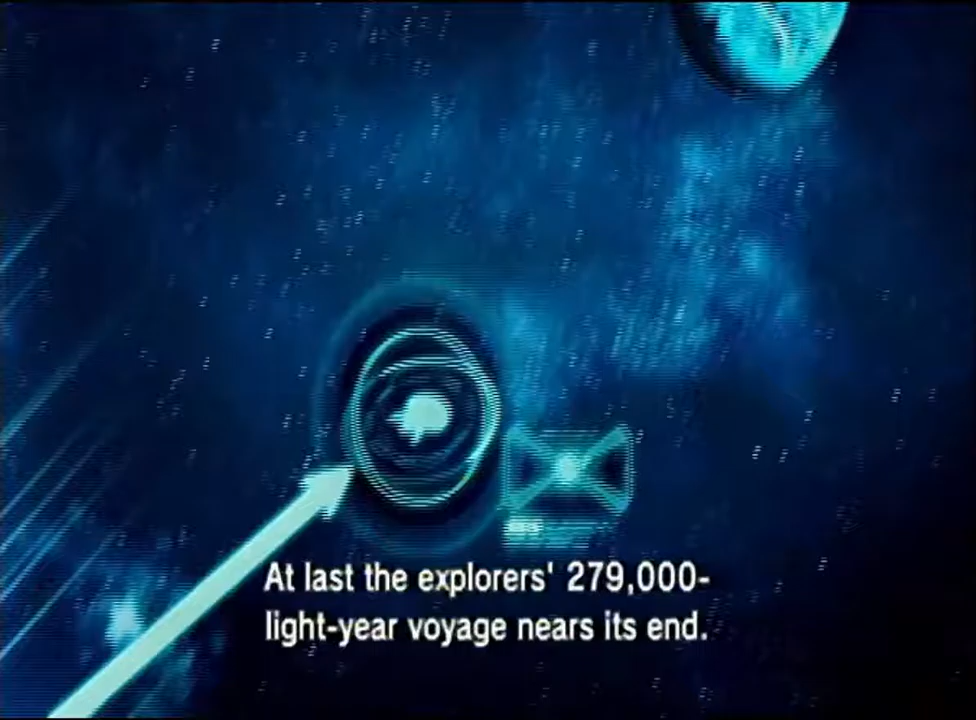 At last the explorers' 279,000-
light-year voyage nears its end.